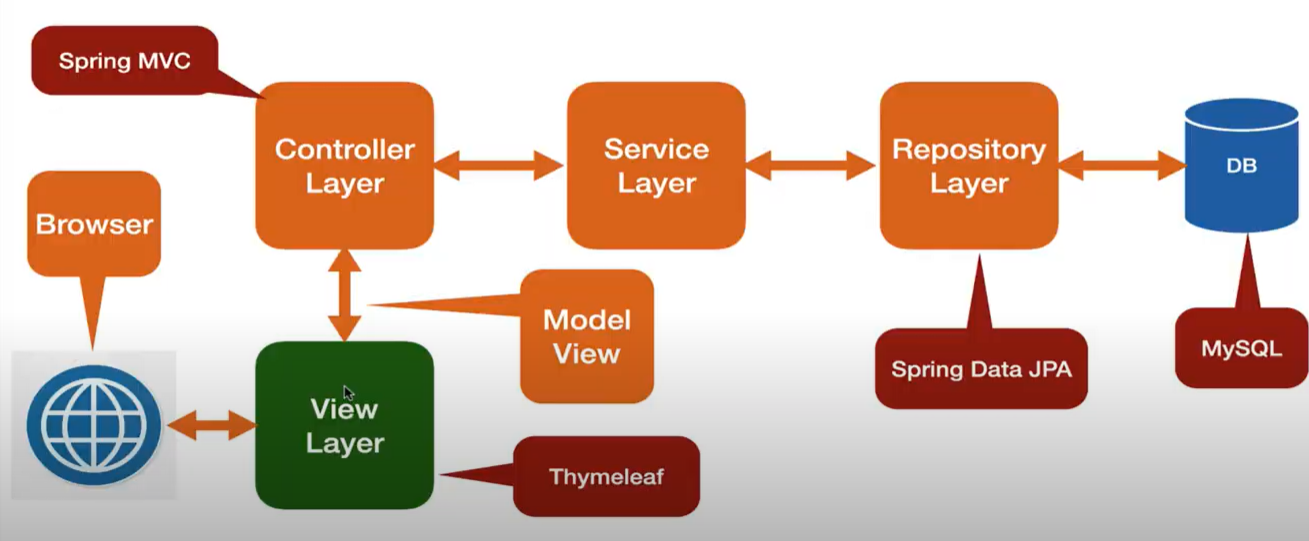 Spring MVC
Controller
Layer
Service
Layer
Repository
Layer
DB
Browser
Model
View
MySQL
Spring Data JPA
View
Layer
Thymeleaf